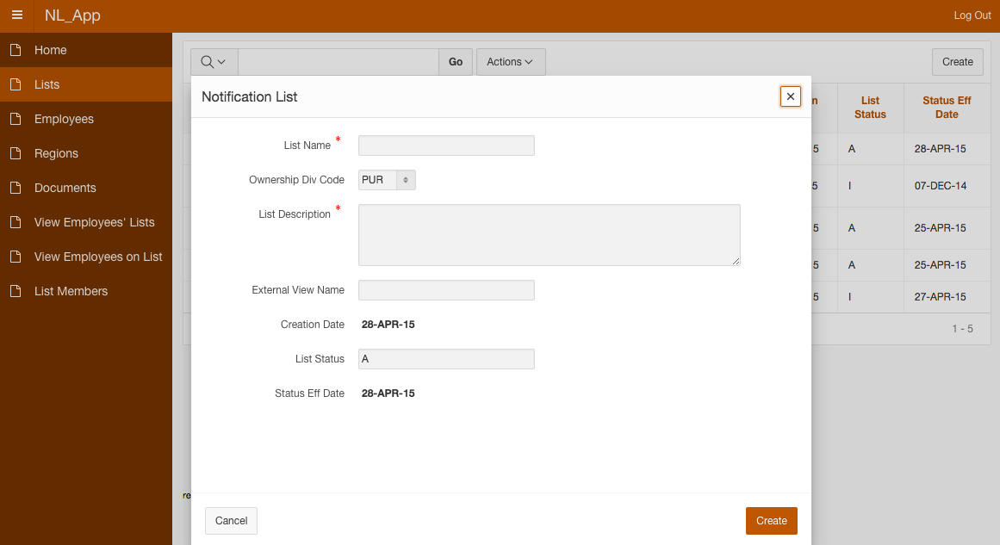 NL_App
Log Out
Home
Lists
Employees
Regions
Documents
View Employees' Lists
View Employees on List
List Members
Go
Actions
Create
Notification List
List Name *
Ownership Div Code PUR
List Description *
External View Name
Creation Date 28-APR-15
List Status A
Status Eff Date 28-APR-15
Cancel
Create
n
List Status
Status Eff Date
5 A 28-APR-15
5 I 07-DEC-14
5 A 25-APR-15
5 A 25-APR-15
5 I 27-APR-15
1 - 5
re